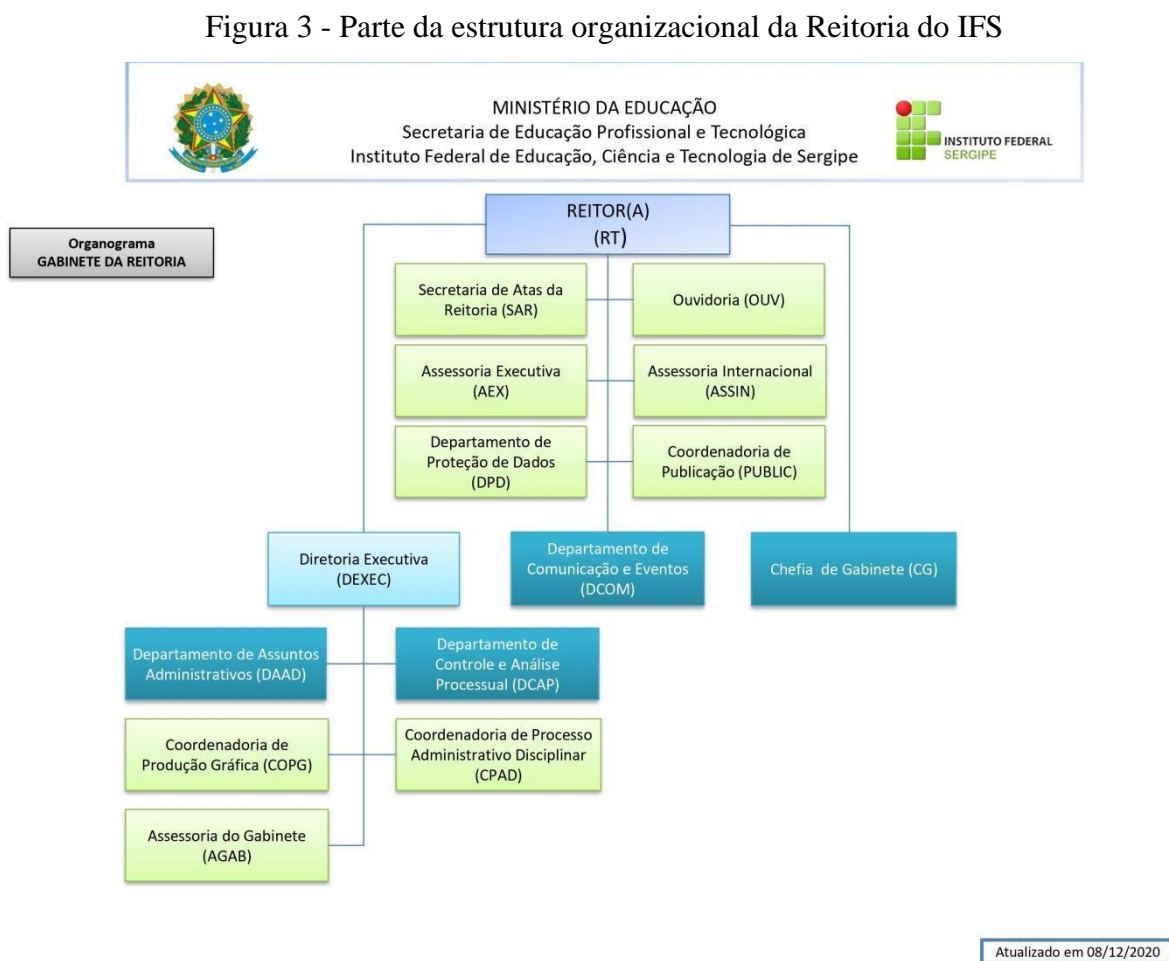 Figura 3 - Parte da estrutura organizacional da Reitoria do IFS
MINISTÉRIO DA EDUCAÇÃO
Secretaria de Educação Profissional e Tecnológica
Instituto Federal de Educação, Ciência e Tecnologia de Sergipe
INSTITUTO FEDERAL
SERGIPE
Organograma
GABINETE DA REITORIA
REITOR(A)
(RT)
Secretaria de Atas da
Reitoria (SAR)
Ouvidoria (OUV)
Assessoria Executiva
(AEX)
Assessoria Internacional
(ASSIN)
Departamento de
Proteção de Dados
(DPD)
Coordenadoria de
Publicação (PUBLIC)
Diretoria Executiva
(DEXEC)
Departamento de
Comunicação e Eventos
(DCOM)
Chefia de Gabinete (CG)
Departamento de Assuntos
Administrativos (DAAD)
Departamento de
Controle e Análise
Processual (DCAP)
Coordenadoria de
Produção Gráfica (COPG)
Coordenadoria de Processo
Administrativo Disciplinar
(CPAD)
Assessoria do Gabinete
(AGAB)
Atualizado em 08/12/2020